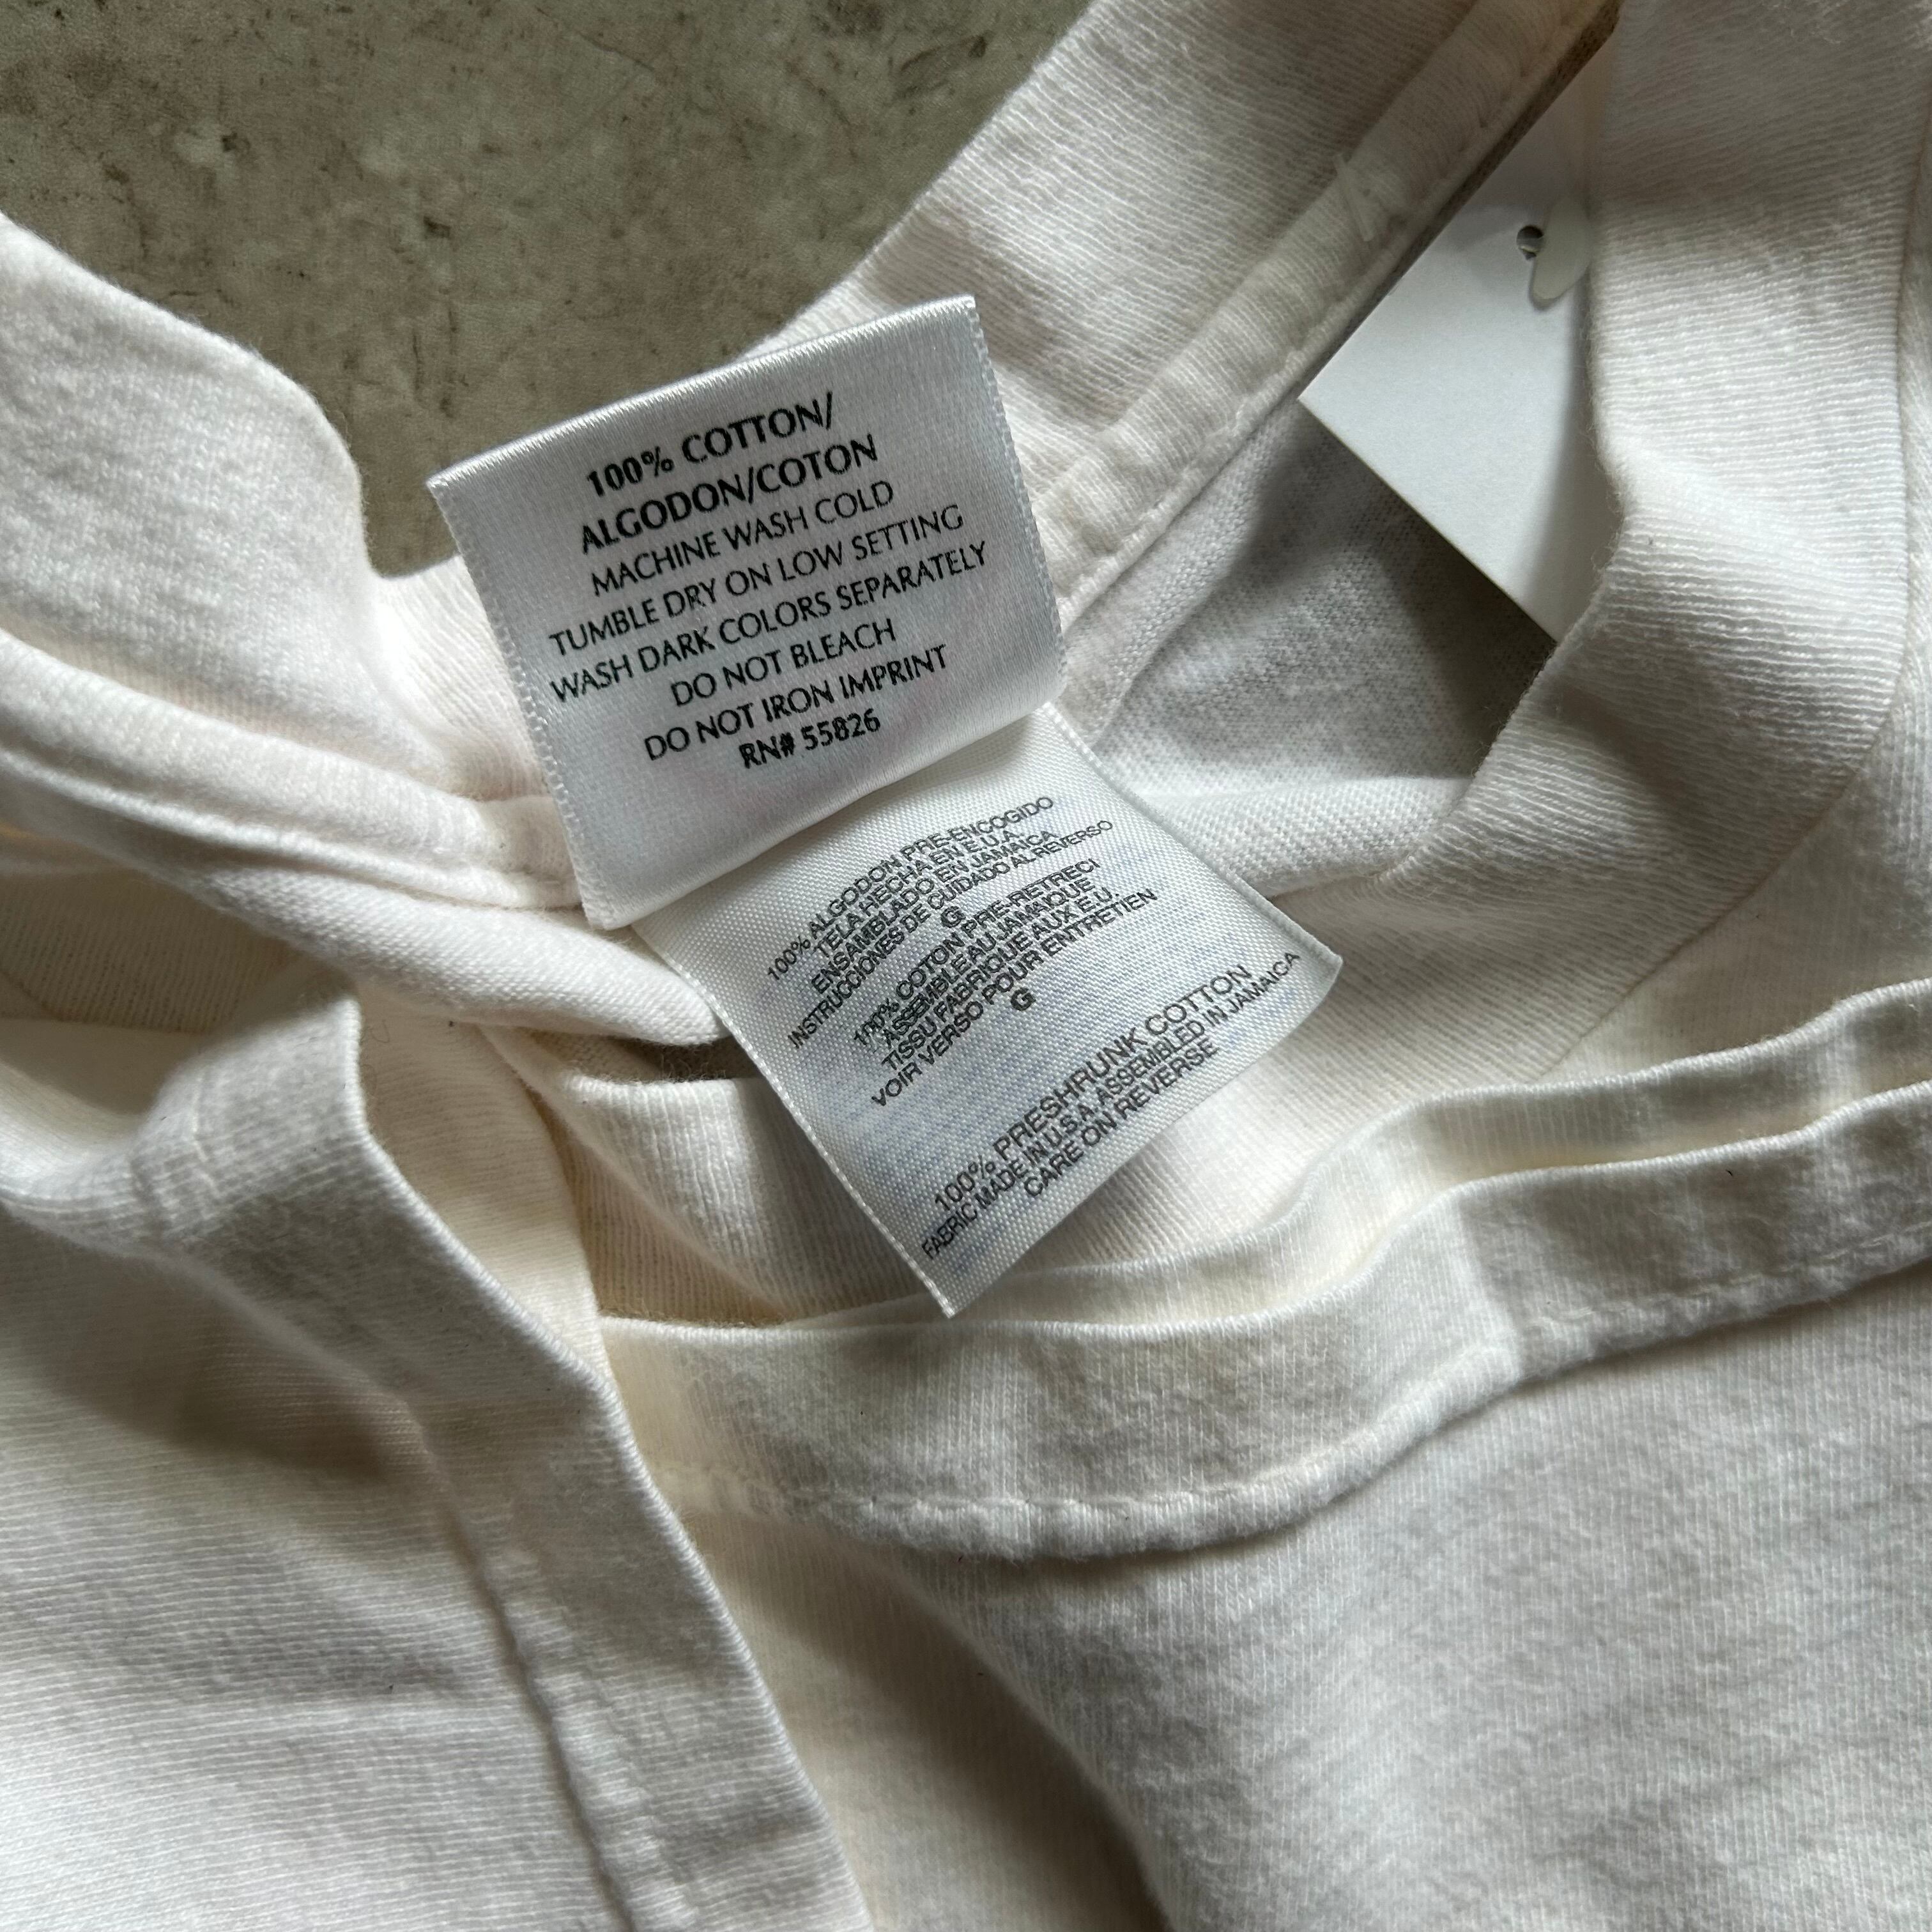 100% COTTON/
ALGODON/COTON
MACHINE WASH COLD
TUMBLE DRY ON LOW SETTING
WASH DARK COLORS SEPARATELY
DO NOT BLEACH
DO NOT IRON IMPRINT
RN# 55826
100% ALGODON PRE-ENCOGIDO
TELA HECHA EN E.U.A.
ENSAMBLADO EN JAMAICA
INSTRUCCIONES DE CUIDADO AL REVERSO
G
100% COTON PRE-RETRECI
ASSEMBLE AU JAMAIQUE
TISSU FABRIQUE AUX E.U.
VOIR VERSO POUR ENTRETIEN
G
100% PRESHRUNK COTTON
FABRIC MADE IN U.S.A ASSEMBLED IN JAMAICA
CARE ON REVERSE